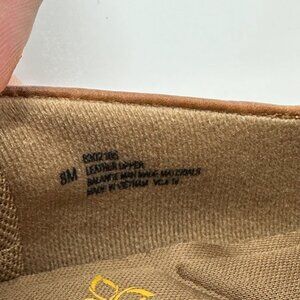 8M
LEATHER UPPER
BALANCE MAN MADE MATERIALS
MADE IN VIETNAM